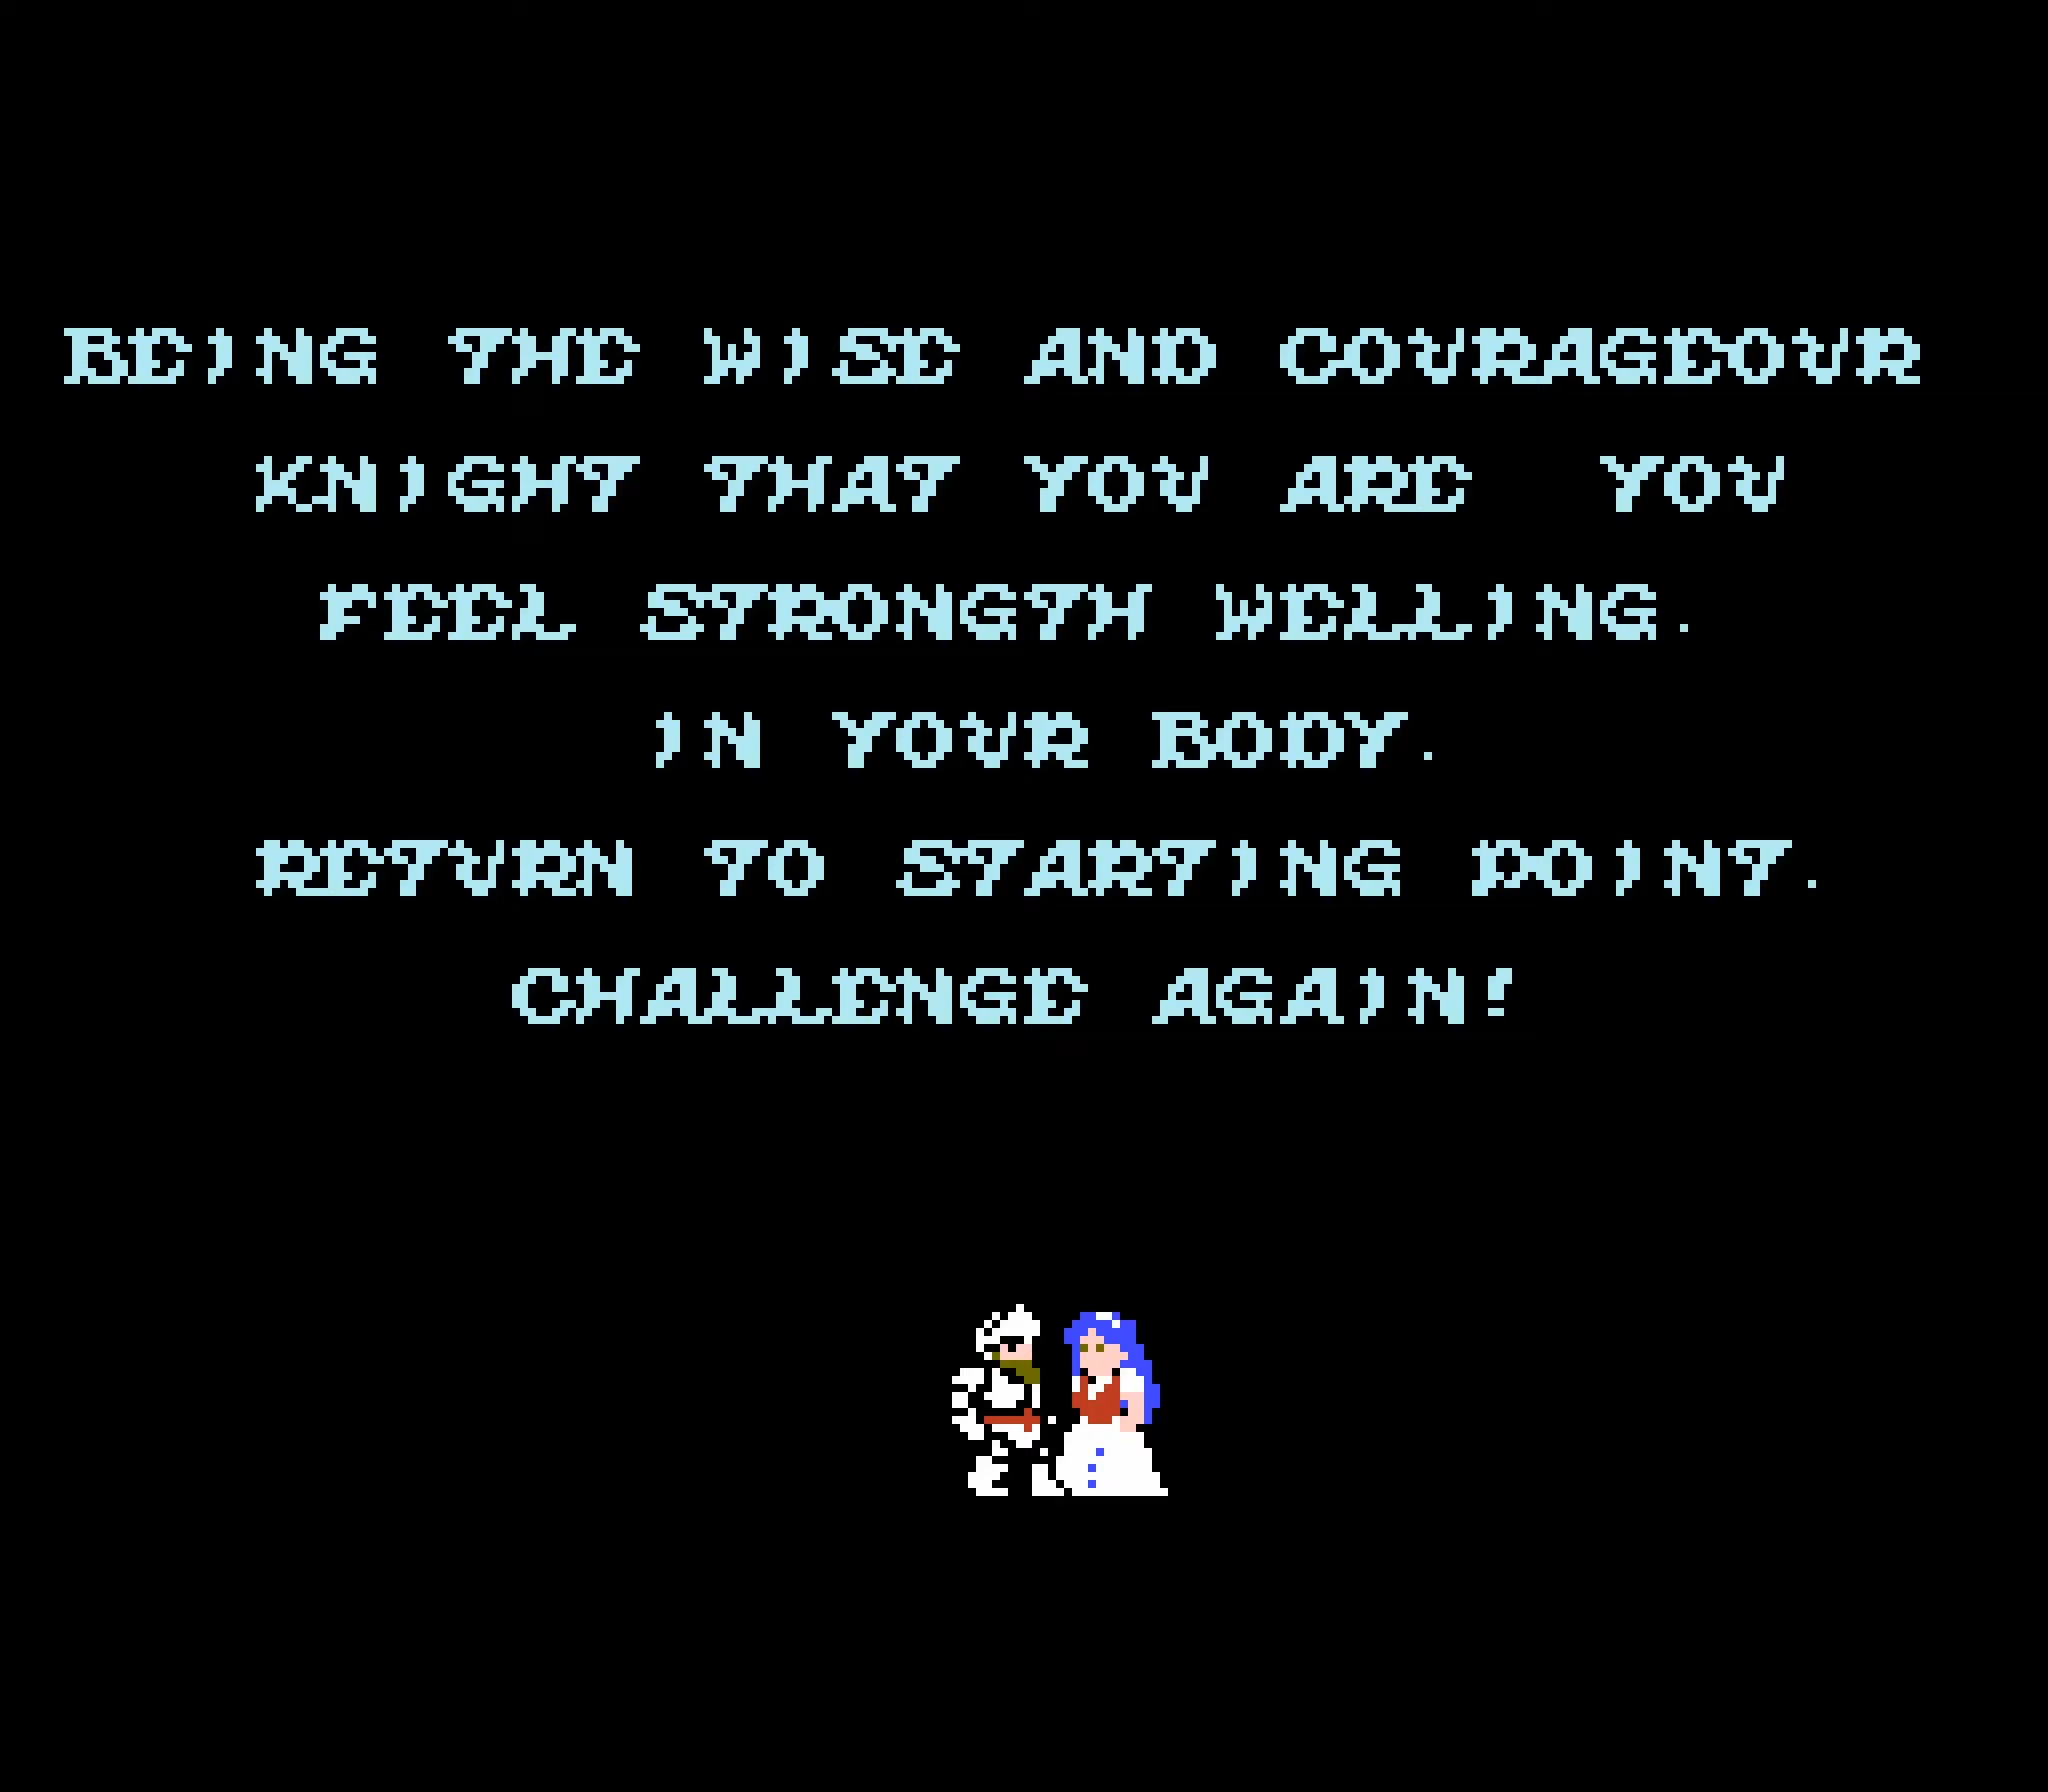 BEING THE WISE AND COURAGEOUR
KNIGHT THAT YOU ARE YOU
FEEL STRONGTH WELLING.
IN YOUR BODY.
RETURN TO STARTING POINT.
CHALLENGE AGAIN!